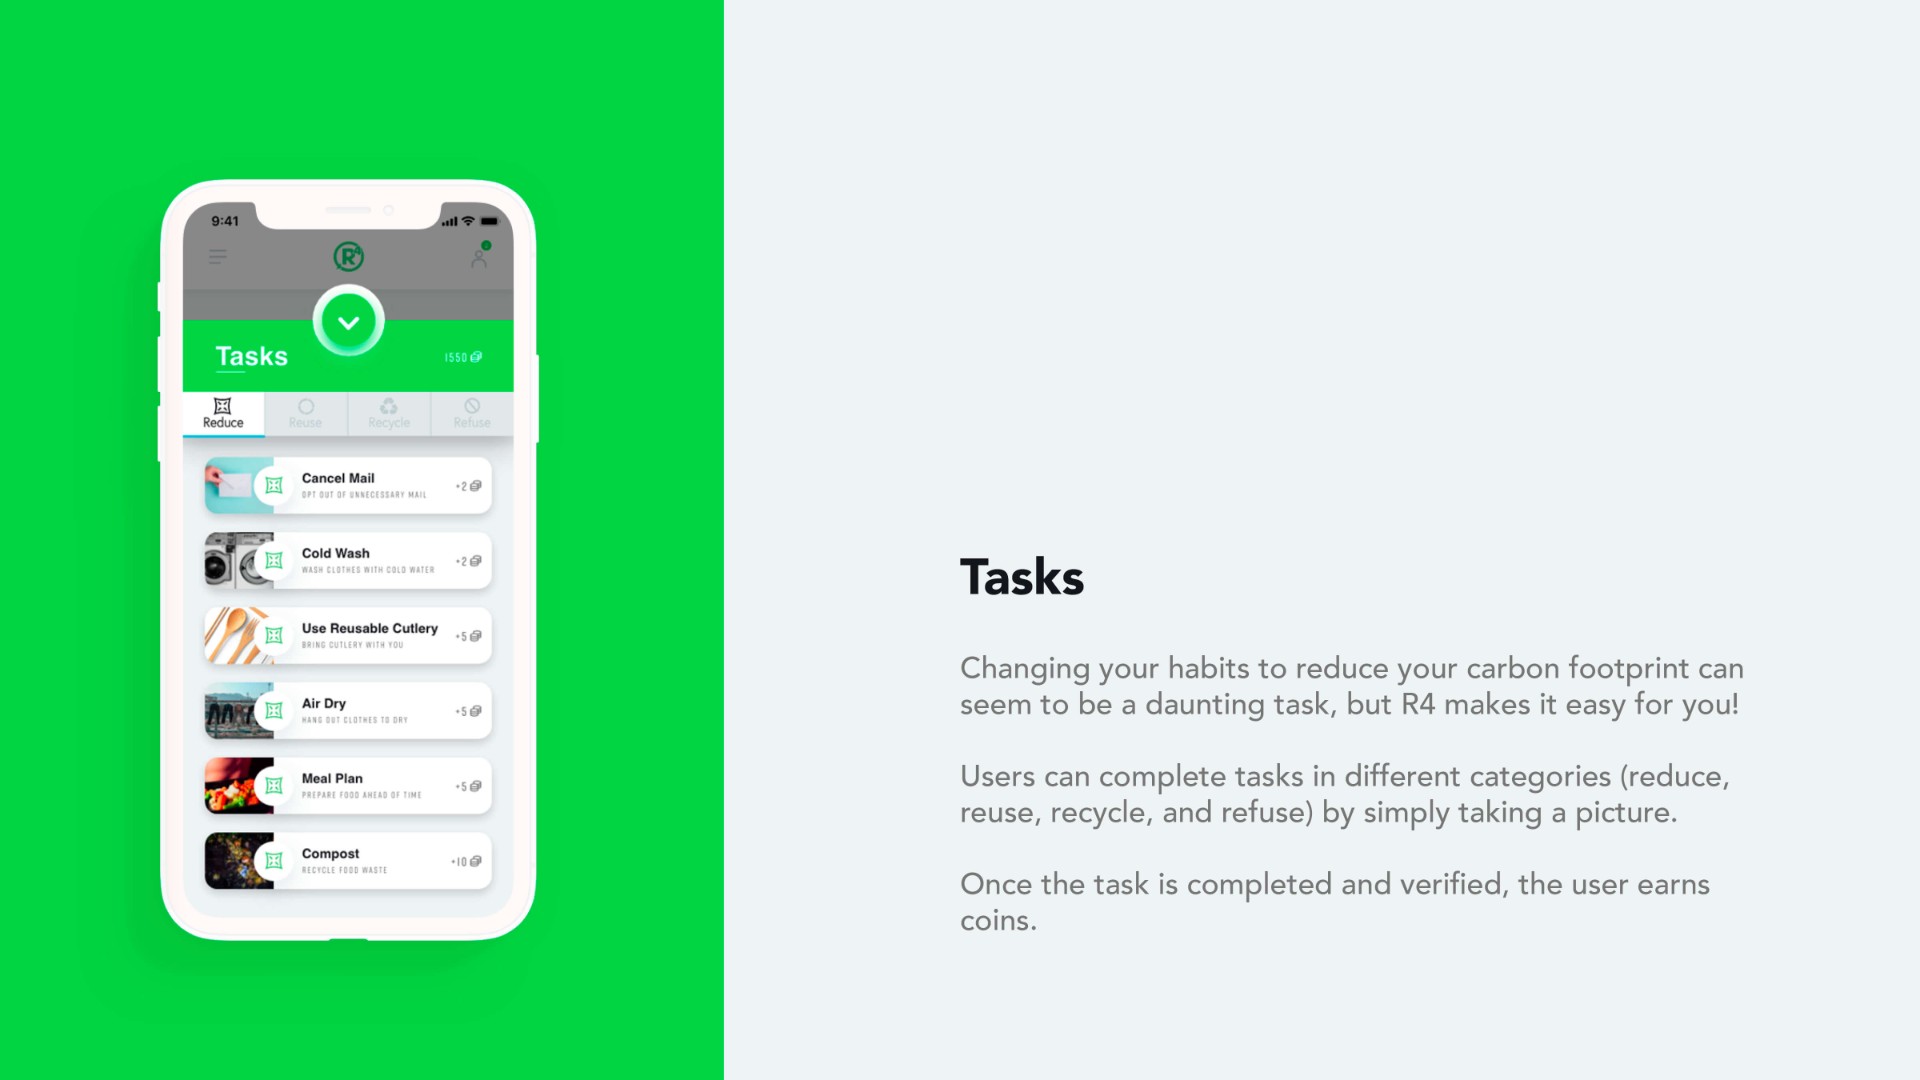 9:41
R4
Tasks
1550
Reduce
Reuse
Recycle
Refuse
Cancel Mail
OPT OUT OF UNNECESSARY MAIL
+2
Cold Wash
WASH CLOTHES WITH COLD WATER
+2
Use Reusable Cutlery
BRING CUTLERY WITH YOU
+5
Air Dry
HANG OUT CLOTHES TO DRY
+5
Meal Plan
PREPARE FOOD AHEAD OF TIME
+5
Compost
RECYCLE FOOD WASTE
+10
Tasks
Changing your habits to reduce your carbon footprint can
seem to be a daunting task, but R4 makes it easy for you!
Users can complete tasks in different categories (reduce,
reuse, recycle, and refuse) by simply taking a picture.
Once the task is completed and verified, the user earns
coins.